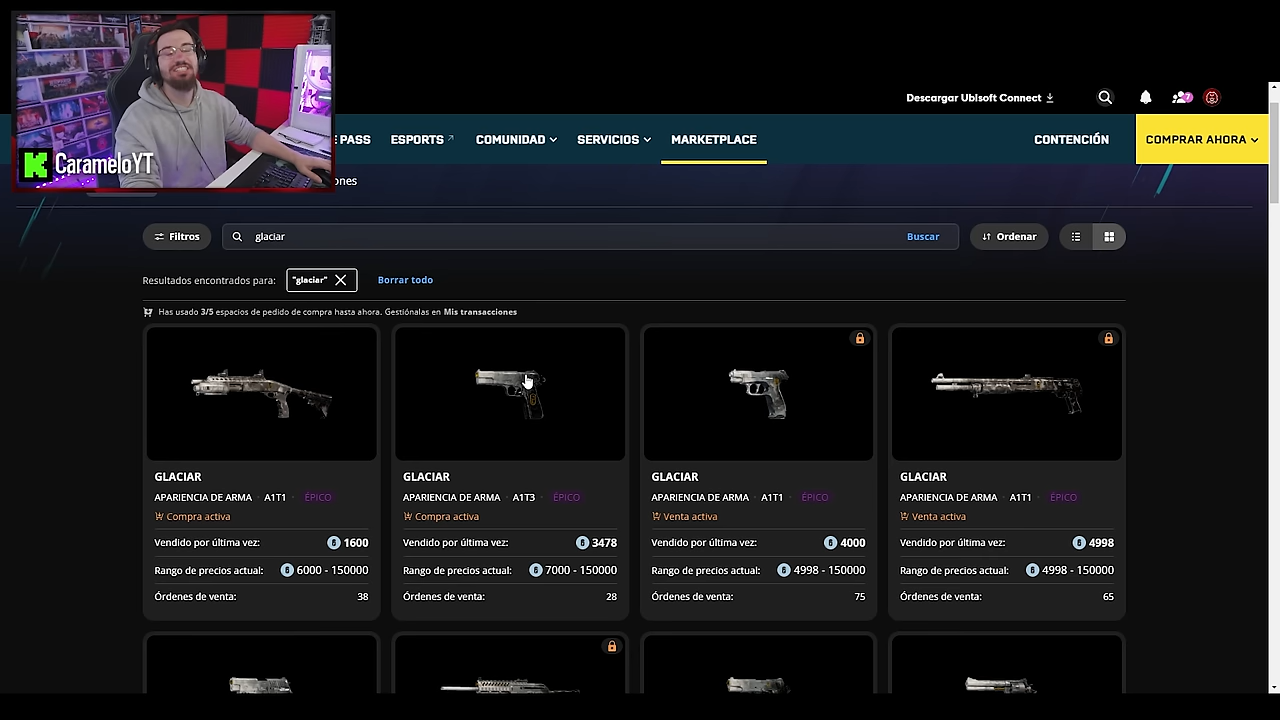 CarameloYT
Descargar Ubisoft Connect
7
PASS
ESPORTS
COMUNIDAD
SERVICIOS
MARKETPLACE
CONTENCIÓN
COMPRAR AHORA
ones
Filtros
glaciar
Buscar
Ordenar
Resultados encontrados para:
"glaciar"
Borrar todo
Has usado 3/5 espacios de pedido de compra hasta ahora. Gestiónalas en Mis transacciones
GLACIAR
APARIENCIA DE ARMA · A1T1 · ÉPICO
Compra activa
Vendido por última vez: 1600
Rango de precios actual: 6000 - 150000
Órdenes de venta: 38
GLACIAR
APARIENCIA DE ARMA · A1T3 · ÉPICO
Compra activa
Vendido por última vez: 3478
Rango de precios actual: 7000 - 150000
Órdenes de venta: 28
GLACIAR
APARIENCIA DE ARMA · A1T1 · ÉPICO
Venta activa
Vendido por última vez: 4000
Rango de precios actual: 4998 - 150000
Órdenes de venta: 75
GLACIAR
APARIENCIA DE ARMA · A1T1 · ÉPICO
Venta activa
Vendido por última vez: 4998
Rango de precios actual: 4998 - 150000
Órdenes de venta: 65